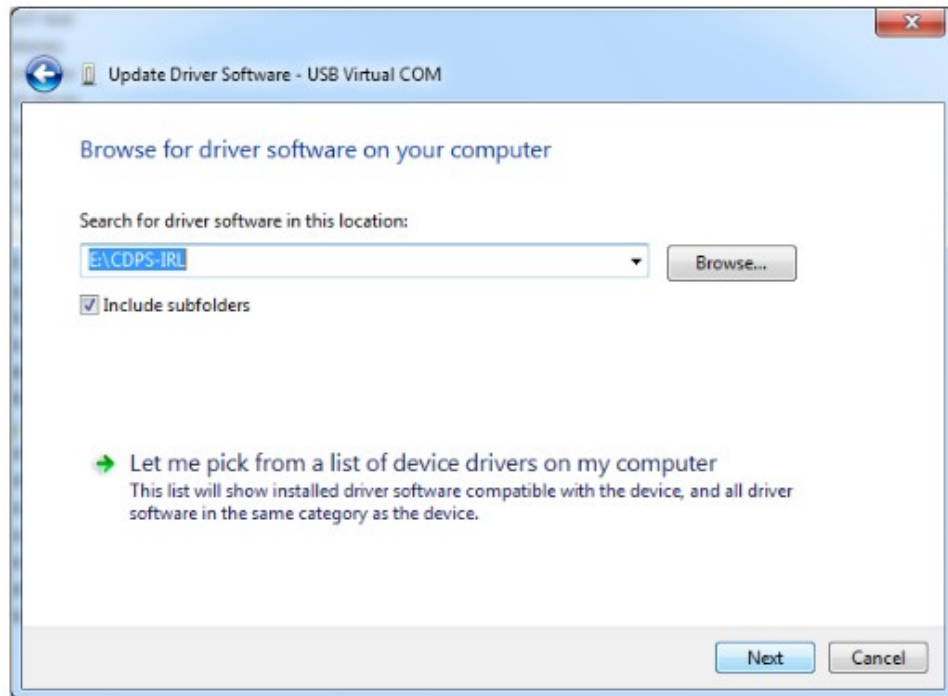 Update Driver Software - USB Virtual COM
Browse for driver software on your computer
Search for driver software in this location:
E:\CDPS-IRL
Browse...
Include subfolders
Let me pick from a list of device drivers on my computer
This list will show installed driver software compatible with the device, and all driver
software in the same category as the device.
Next
Cancel